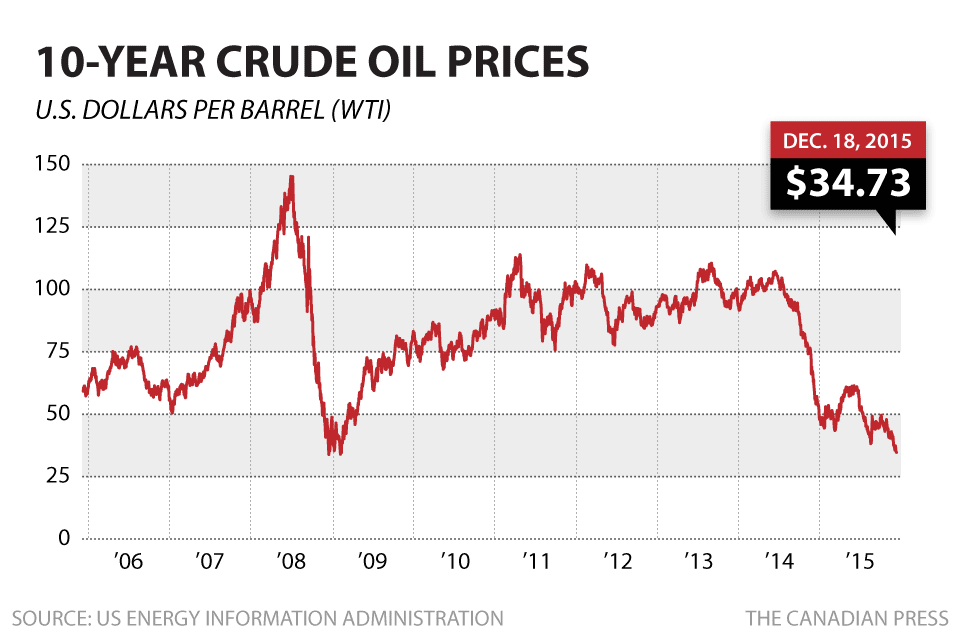 10-YEAR CRUDE OIL PRICES
U.S. DOLLARS PER BARREL (WTI)
DEC. 18, 2015
$34.73
150
125
100
75
50
25
0
’06 ’07 ’08 ’09 ’10 ’11 ’12 ’13 ’14 ’15
SOURCE: US ENERGY INFORMATION ADMINISTRATION
THE CANADIAN PRESS